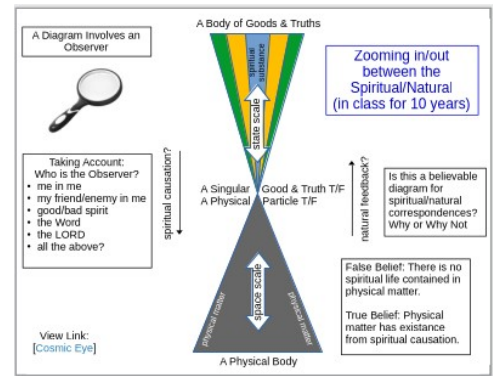 A Body of Goods & Truths
A Diagram Involves an
Observer
spiritual
substance
Zooming in/out
between the
Spiritual/Natural
(in class for 10 years)
state scale
Taking Account:
Who is the Observer?
• me in me
• my friend/enemy in me
• good/bad spirit
• the Word
• the LORD
• all the above?
spiritual causation?
A Singular Good & Truth T/F
A Physical Particle T/F
natural feedback?
Is this a believable
diagram for
spiritual/natural
correspondences?
Why or Why Not
space scale
physical matter
physical matter
False Belief: There is no
spiritual life contained in
physical matter.
True Belief: Physical
matter has existance
from spiritual causation.
View Link:
[Cosmic Eye]
A Physical Body